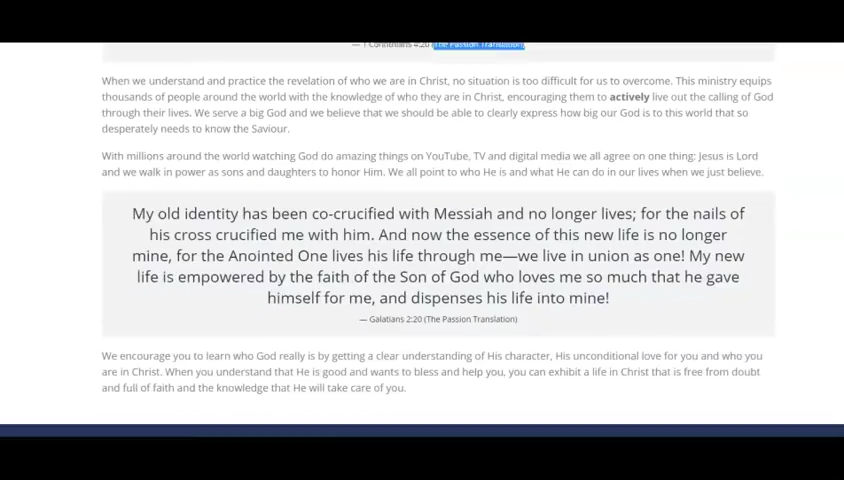 — 1 Corinthians 4:20 (The Passion Translation)
When we understand and practice the revelation of who we are in Christ, no situation is too difficult for us to overcome. This ministry equips
thousands of people around the world with the knowledge of who they are in Christ, encouraging them to actively live out the calling of God
through their lives. We serve a big God and we believe that we should be able to clearly express how big our God is to this world that so
desperately needs to know the Saviour.
With millions around the world watching God do amazing things on YouTube, TV and digital media we all agree on one thing: Jesus is Lord
and we walk in power as sons and daughters to honor Him. We all point to who He is and what He can do in our lives when we just believe.
My old identity has been co-crucified with Messiah and no longer lives; for the nails of
his cross crucified me with him. And now the essence of this new life is no longer
mine, for the Anointed One lives his life through me—we live in union as one! My new
life is empowered by the faith of the Son of God who loves me so much that he gave
himself for me, and dispenses his life into mine!
— Galatians 2:20 (The Passion Translation)
We encourage you to learn who God really is by getting a clear understanding of His character, His unconditional love for you and who you
are in Christ. When you understand that He is good and wants to bless and help you, you can exhibit a life in Christ that is free from doubt
and full of faith and the knowledge that He will take care of you.